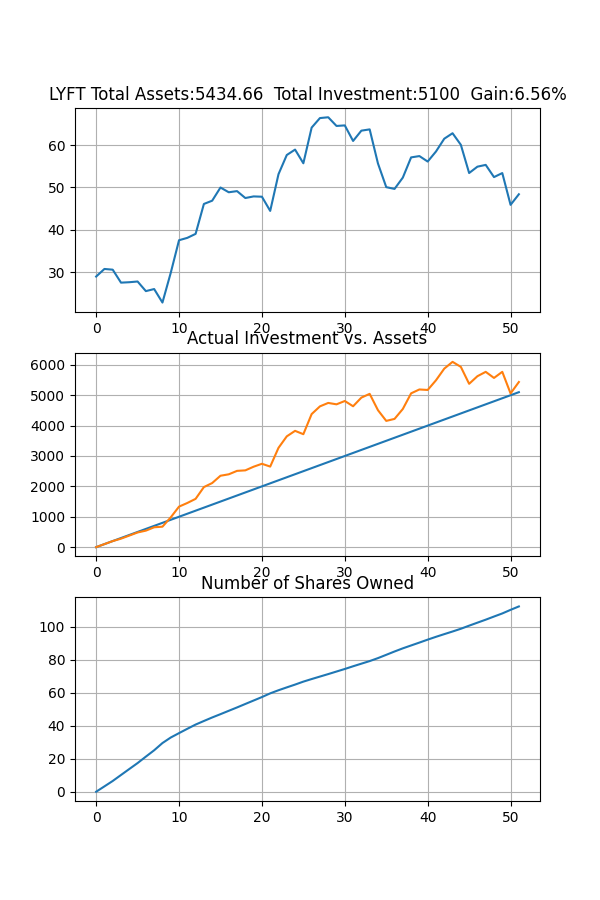 LYFT Total Assets:5434.66  Total Investment:5100  Gain:6.56%
60
50
40
30
0 10 20 30 40 50
Actual Investment vs. Assets
6000
5000
4000
3000
2000
1000
0
0 10 20 30 40 50
Number of Shares Owned
100
80
60
40
20
0
0 10 20 30 40 50